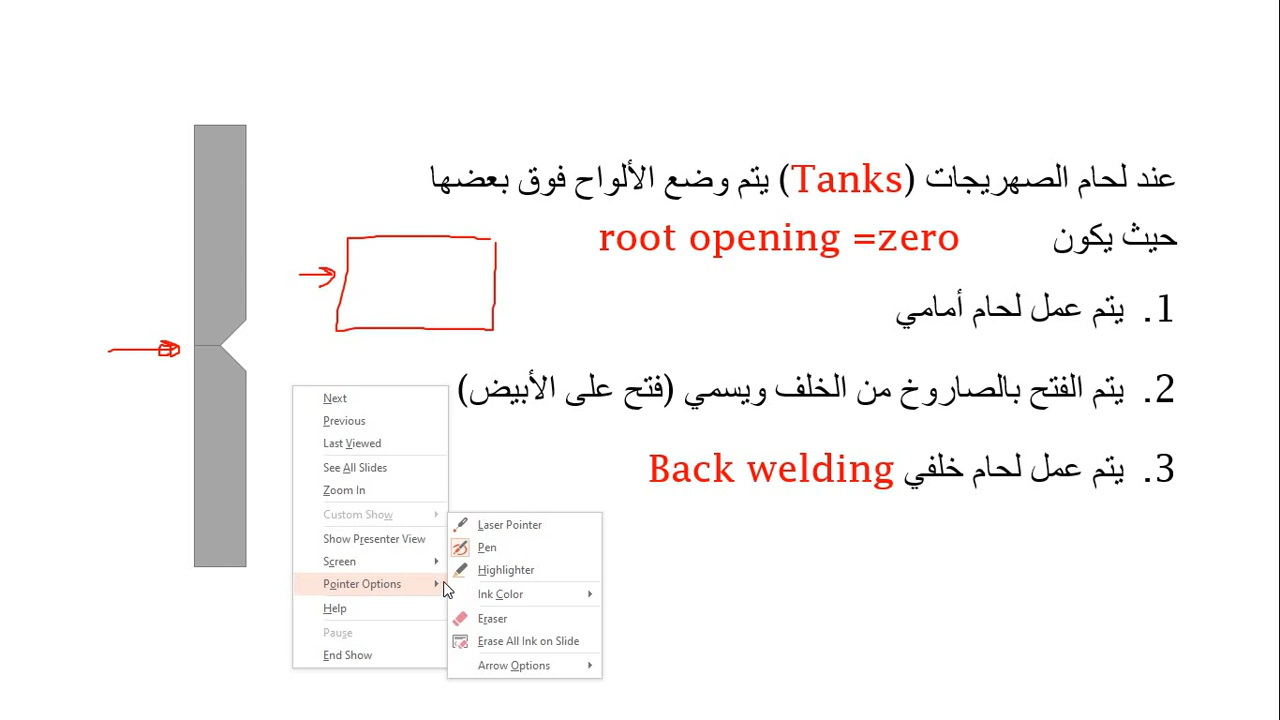 عند لحام الصهريجات (Tanks) يتم وضع الألواح فوق بعضها
حيث يكون root opening =zero
1. يتم عمل لحام أمامي
2. يتم الفتح بالصاروخ من الخلف ويسمي (فتح على الأبيض)
3. يتم عمل لحام خلفي Back welding
Next
Previous
Last Viewed
See All Slides
Zoom In
Custom Show
Show Presenter View
Screen
Pointer Options
Help
Pause
End Show
Laser Pointer
Pen
Highlighter
Ink Color
Eraser
Erase All Ink on Slide
Arrow Options